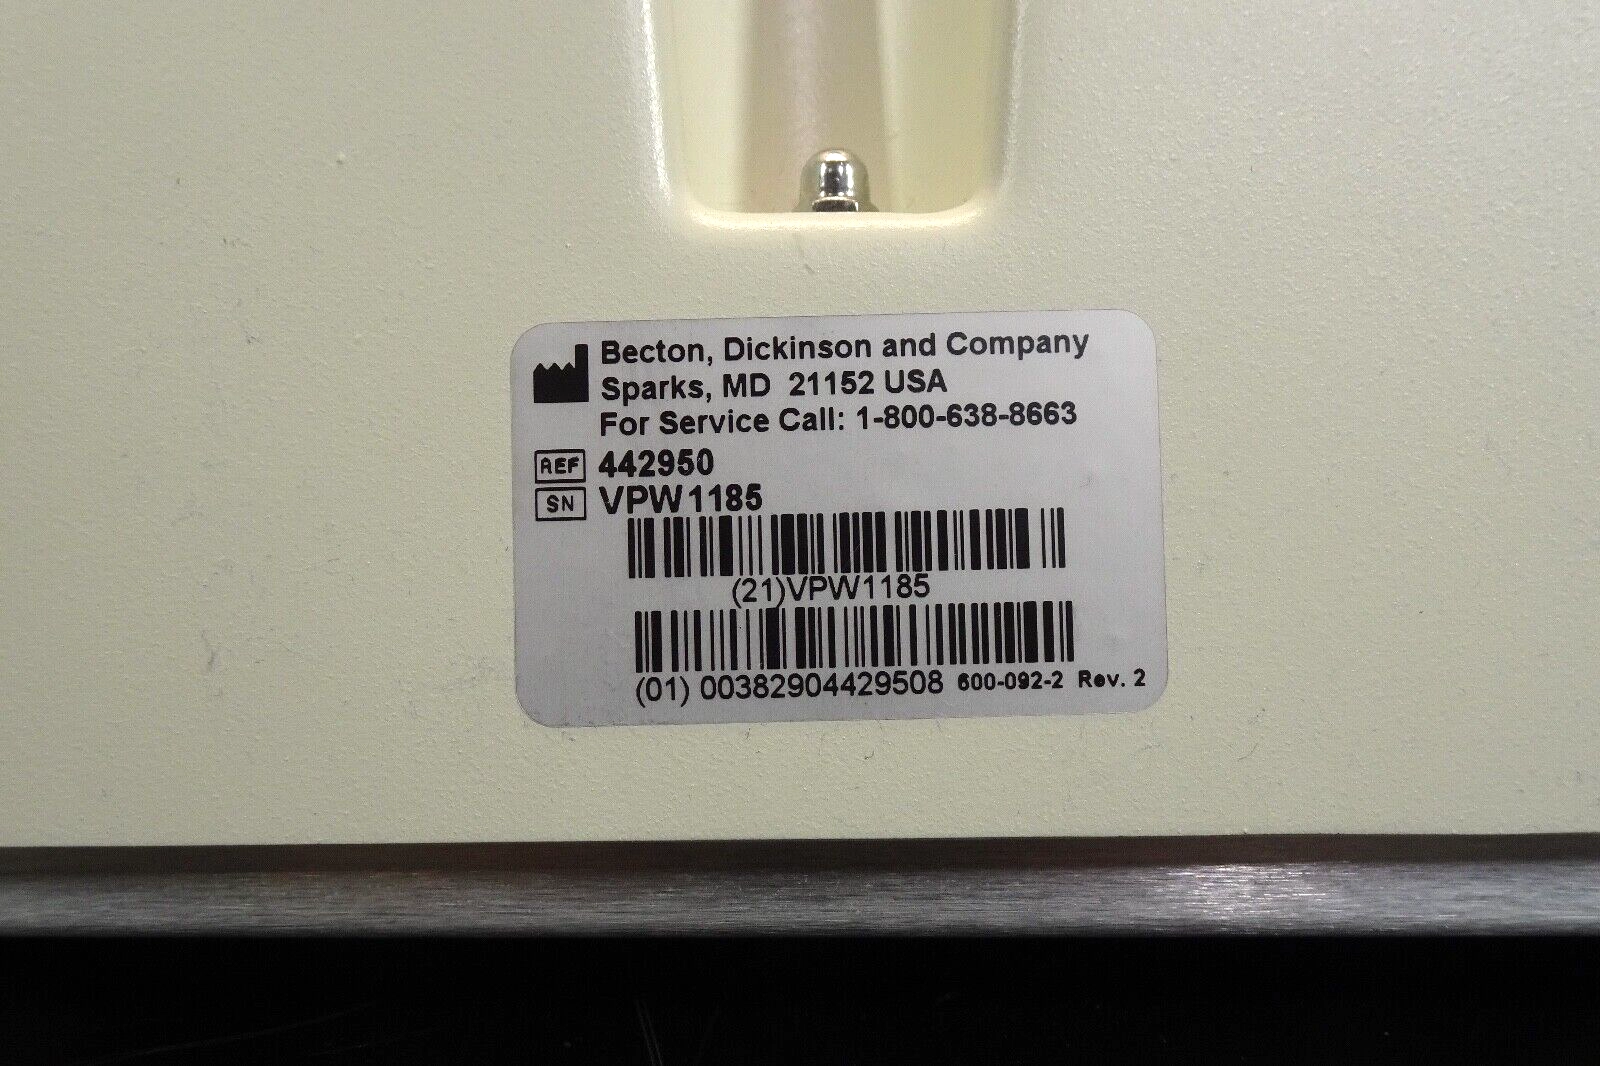 Becton, Dickinson and Company
Sparks, MD 21152 USA
For Service Call: 1-800-638-8663
REF 442950
SN VPW1185
(21)VPW1185
(01) 00382904429508 600-092-2 Rev. 2